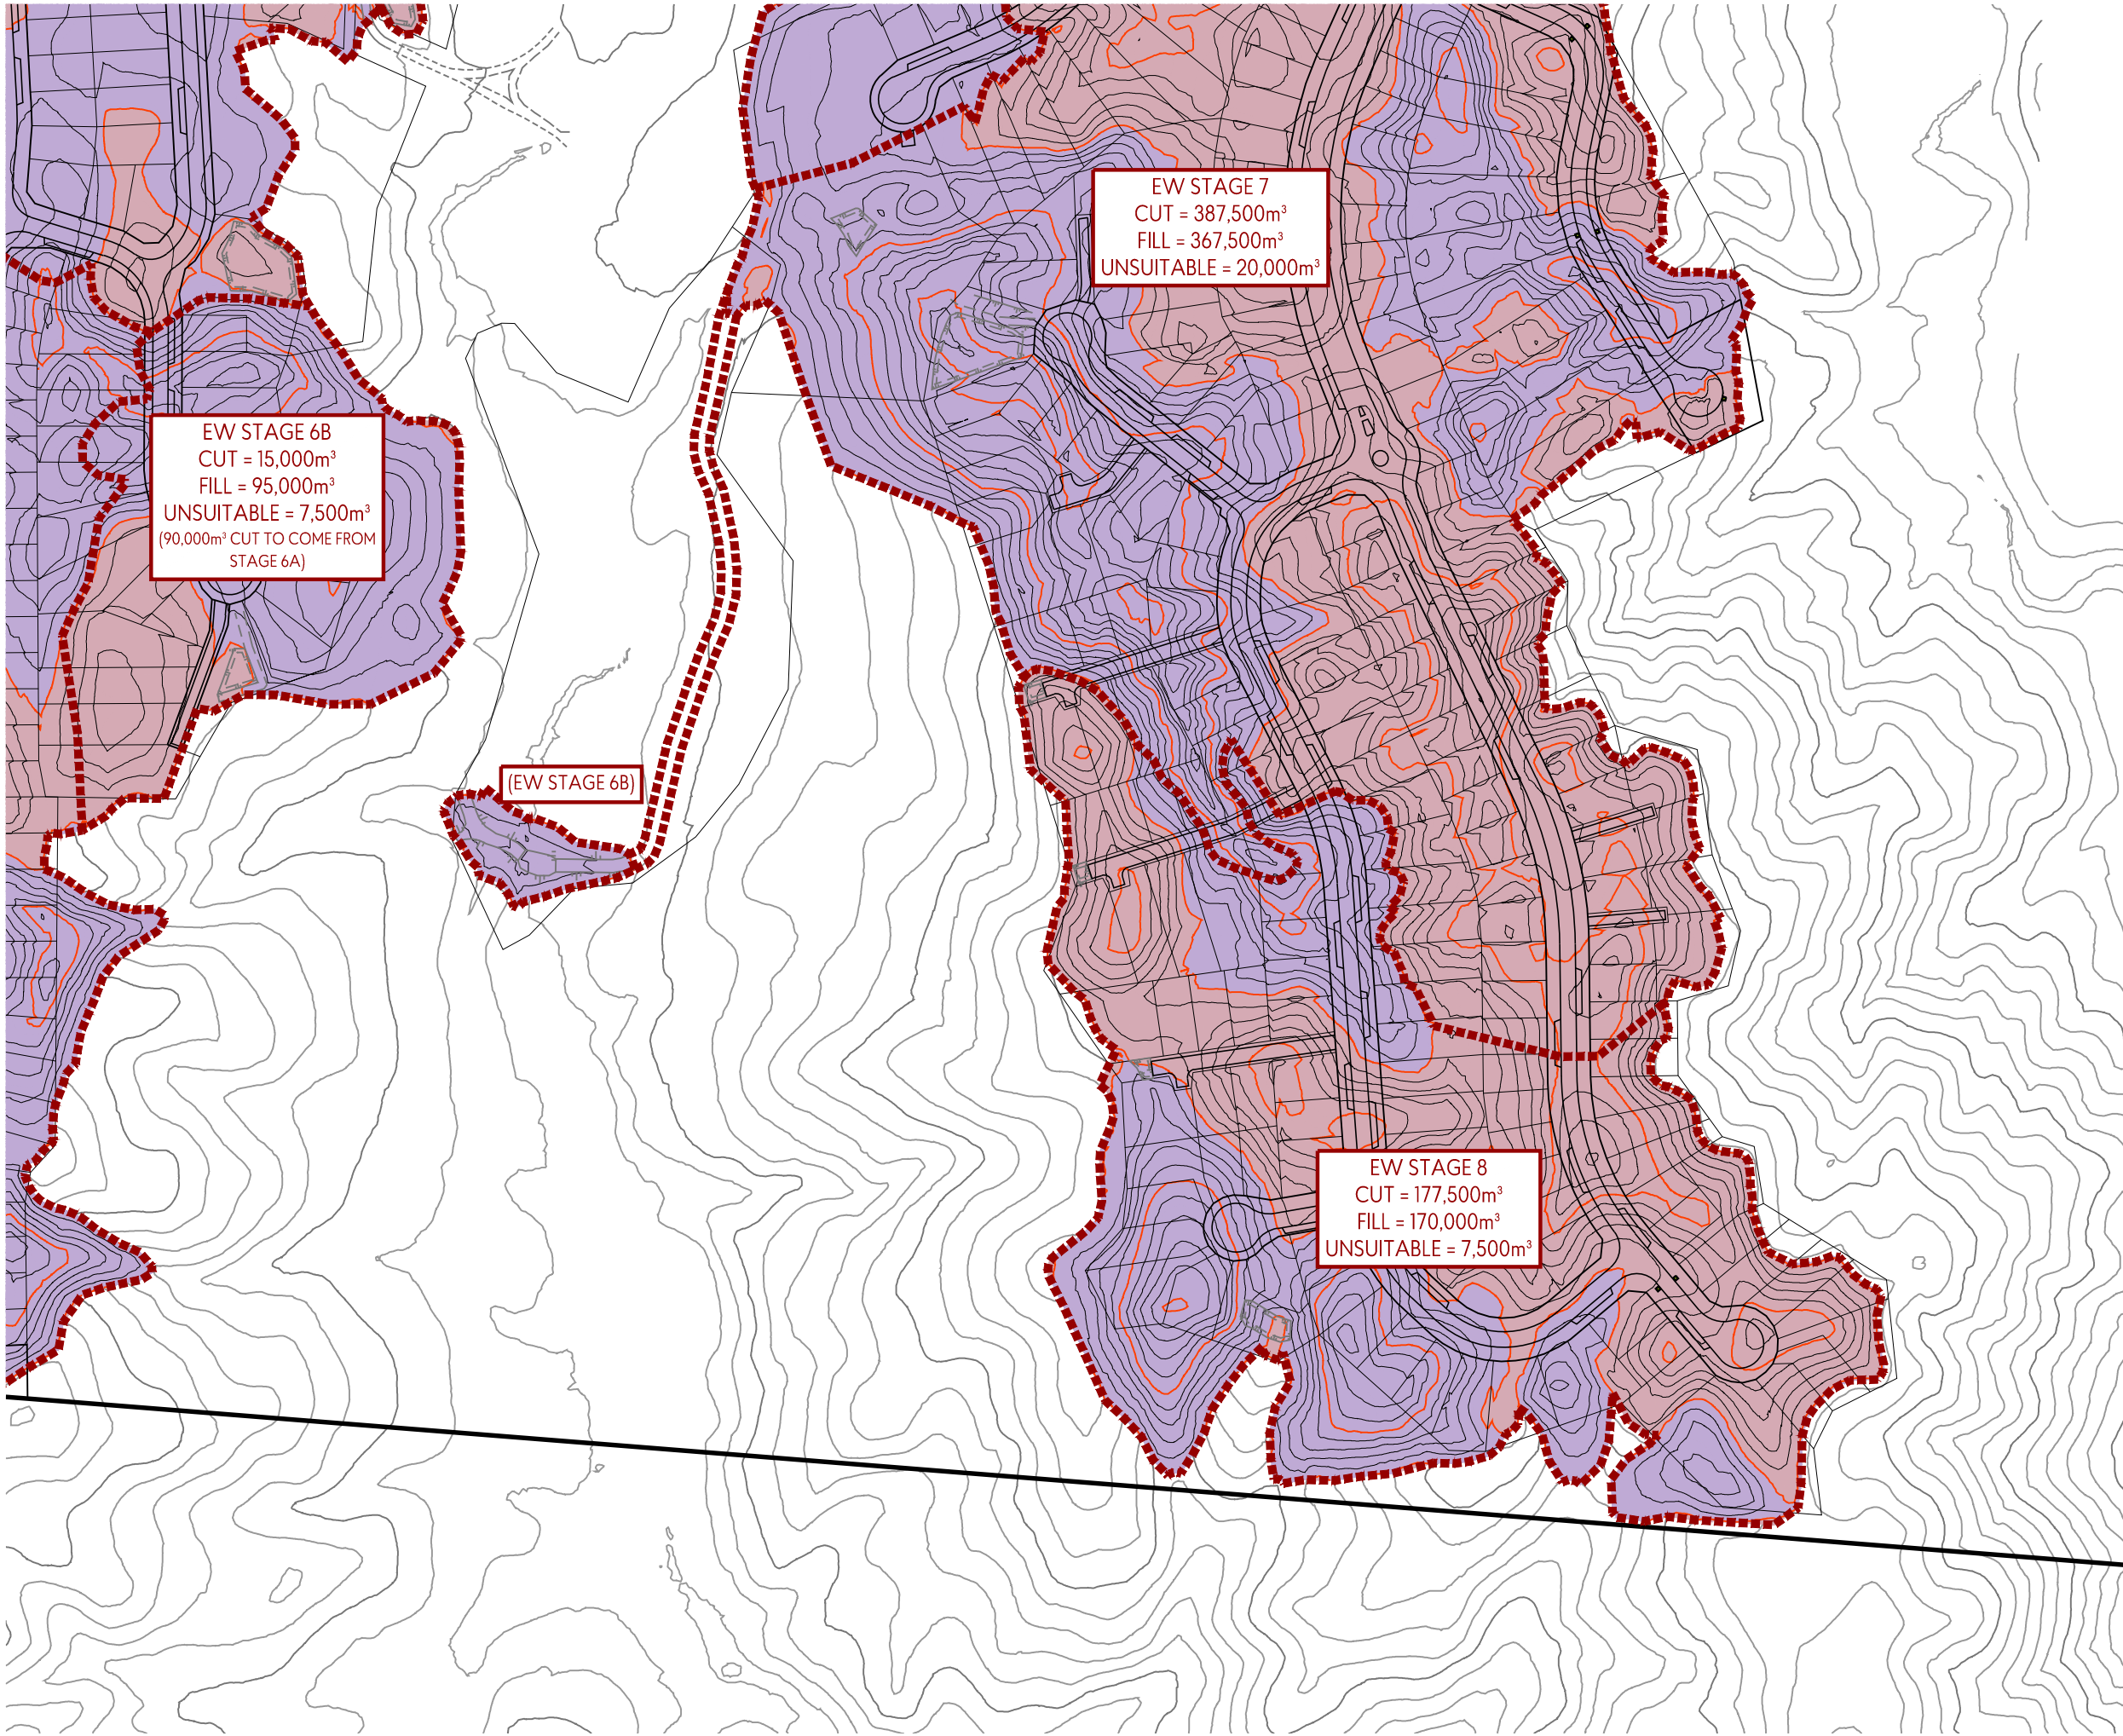 EW STAGE 7
CUT = 387,500m³
FILL = 367,500m³
UNSUITABLE = 20,000m³
EW STAGE 6B
CUT = 15,000m³
FILL = 95,000m³
UNSUITABLE = 7,500m³
(90,000m³ CUT TO COME FROM
STAGE 6A)
(EW STAGE 6B)
EW STAGE 8
CUT = 177,500m³
FILL = 170,000m³
UNSUITABLE = 7,500m³